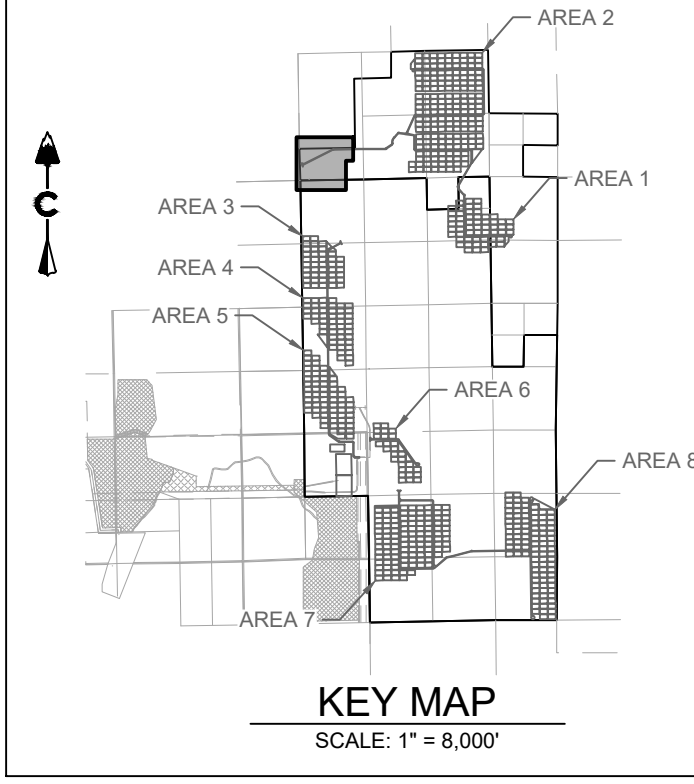 AREA 2
AREA 1
C
AREA 3
AREA 4
AREA 5
AREA 6
AREA 8
AREA 7
KEY MAP
SCALE: 1" = 8,000'